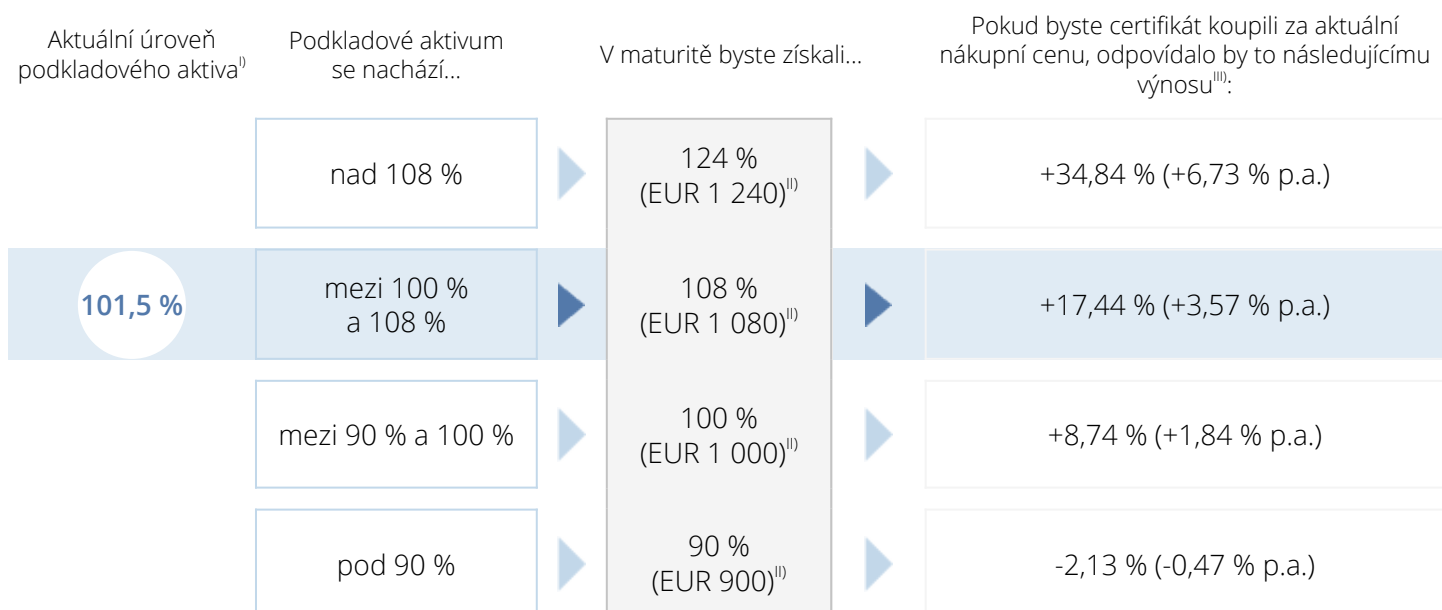 Aktuální úroveň
podkladového aktiva I)
Podkladové aktivum
se nachází...
V maturitě byste získali...
Pokud byste certifikát koupili za aktuální
nákupní cenu, odpovídalo by to následujícímu
výnosu III):
nad 108 %
124 %
(EUR 1 240) II)
+34,84 % (+6,73 % p.a.)
101,5 %
mezi 100 %
a 108 %
108 %
(EUR 1 080) II)
+17,44 % (+3,57 % p.a.)
mezi 90 % a 100 %
100 %
(EUR 1 000) II)
+8,74 % (+1,84 % p.a.)
pod 90 %
90 %
(EUR 900) II)
-2,13 % (-0,47 % p.a.)